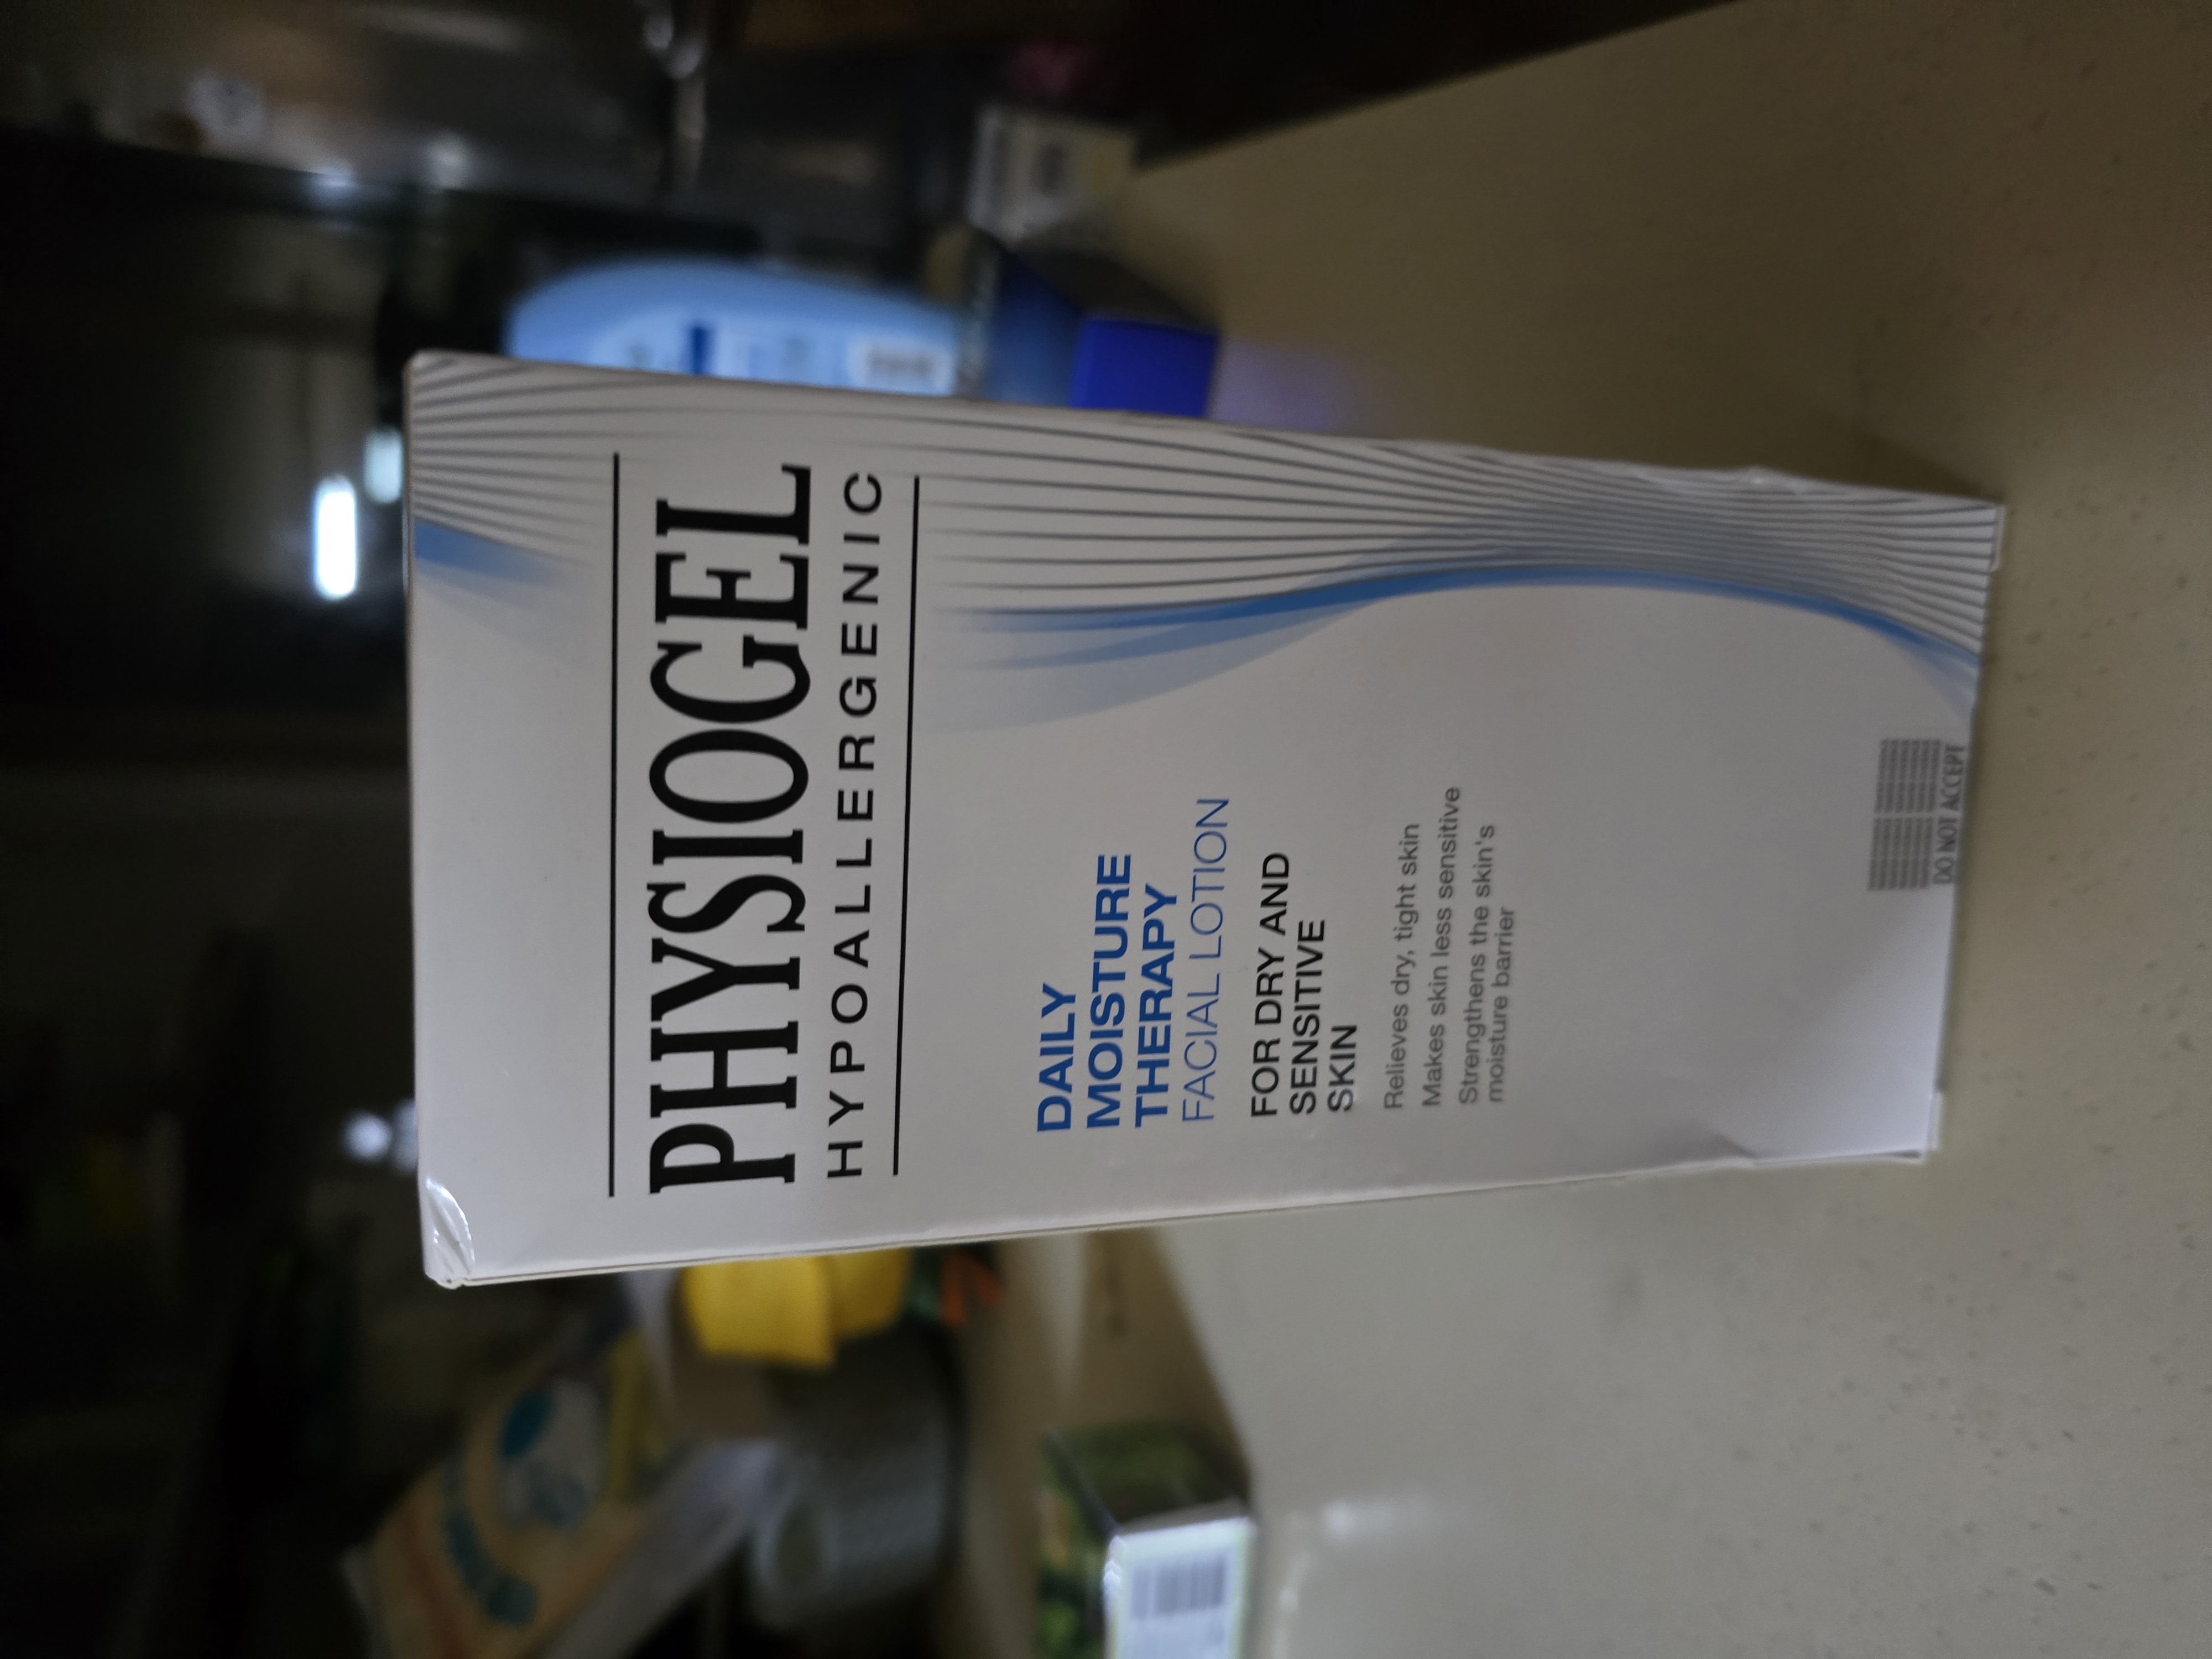 PHYSIOGEL
HYPOALLERGENIC
DAILY
MOISTURE
THERAPY
FACIAL LOTION
FOR DRY AND
SENSITIVE
SKIN
Relieves dry, tight skin
Makes skin less sensitive
Strengthens the skin's
moisture barrier
DO NOT ACCEPT